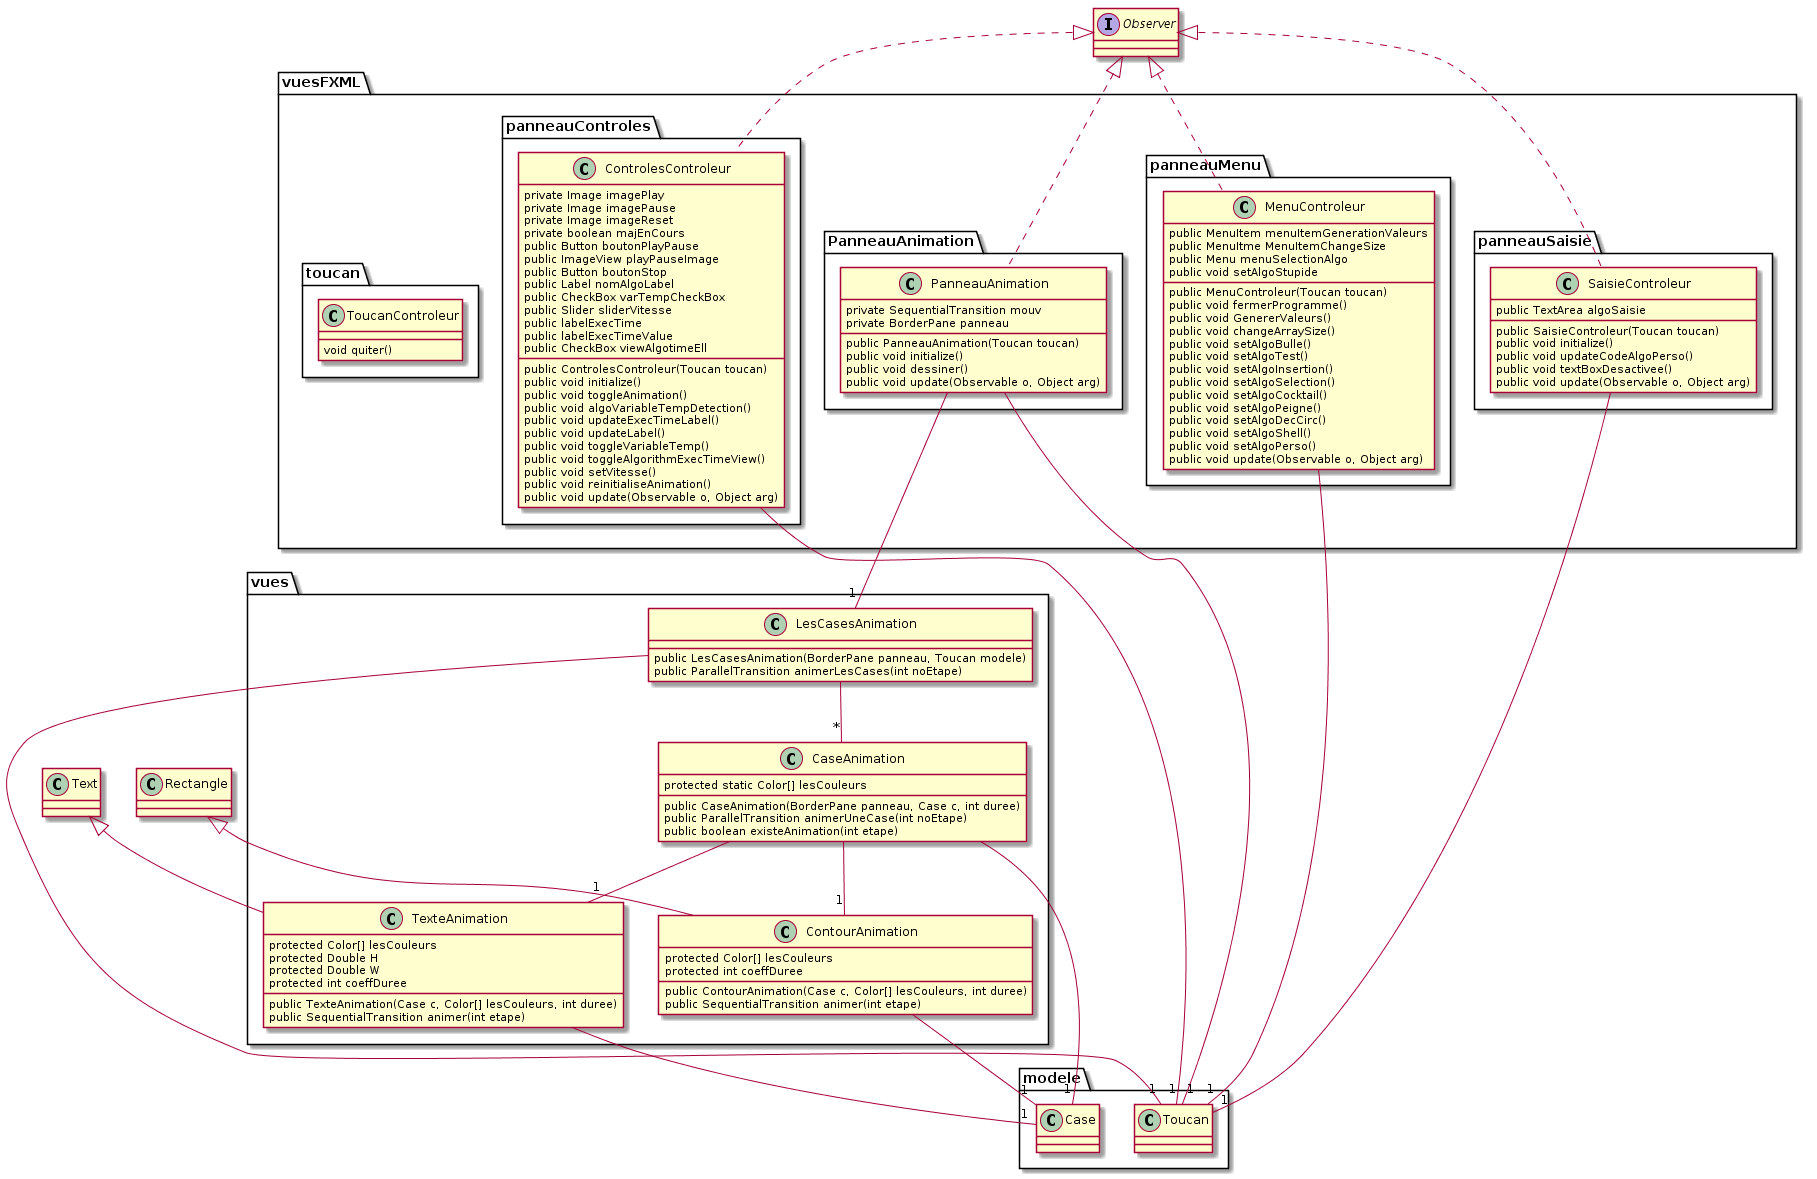 Observer
vuesFXML
panneauControles
ControlesControleur
private Image imagePlay
private Image imagePause
private Image imageReset
private boolean majEnCours
public Button boutonPlayPause
public ImageView playPauseImage
public Button boutonStop
public Label nomAlgoLabel
public CheckBox varTempCheckBox
public Slider sliderVitesse
public labelExecTime
public labelExecTimeValue
public CheckBox viewAlgotimeEll
public ControlesControleur(Toucan toucan)
public void initialize()
public void toggleAnimation()
public void algoVariableTempDetection()
public void updateExecTimeLabel()
public void updateLabel()
public void toggleVariableTemp()
public void toggleAlgorithmExecTimeView()
public void setVitesse()
public void reinitialiseAnimation()
public void update(Observable o, Object arg)
toucan
ToucanControleur
void quiter()
PanneauAnimation
PanneauAnimation
private SequentialTransition mouv
private BorderPane panneau
public PanneauAnimation(Toucan toucan)
public void initialize()
public void dessiner()
public void update(Observable o, Object arg)
panneauMenu
MenuControleur
public MenuItem menuItemGenerationValeurs
public MenuItme MenuItemChangeSize
public Menu menuSelectionAlgo
public void setAlgoStupide
public MenuControleur(Toucan toucan)
public void fermerProgramme()
public void GenererValeurs()
public void changeArraySize()
public void setAlgoBulle()
public void setAlgoTest()
public void setAlgoInsertion()
public void setAlgoSelection()
public void setAlgoCocktail()
public void setAlgoPeigne()
public void setAlgoDecCirc()
public void setAlgoShell()
public void setAlgoPerso()
public void update(Observable o, Object arg)
panneauSaisie
SaisieControleur
public TextArea algoSaisie
public SaisieControleur(Toucan toucan)
public void initialize()
public void updateCodeAlgoPerso()
public void textBoxDesactivee()
public void update(Observable o, Object arg)
vues
1
LesCasesAnimation
public LesCasesAnimation(BorderPane panneau, Toucan modele)
public ParallelTransition animerLesCases(int noEtape)
*
CaseAnimation
protected static Color[] lesCouleurs
public CaseAnimation(BorderPane panneau, Case c, int duree)
public ParallelTransition animerUneCase(int noEtape)
public boolean existeAnimation(int etape)
Text
Rectangle
1
1
TexteAnimation
protected Color[] lesCouleurs
protected Double H
protected Double W
protected int coeffDuree
public TexteAnimation(Case c, Color[] lesCouleurs, int duree)
public SequentialTransition animer(int etape)
ContourAnimation
protected Color[] lesCouleurs
protected int coeffDuree
public ContourAnimation(Case c, Color[] lesCouleurs, int duree)
public SequentialTransition animer(int etape)
modele
1
1
1
1
1
1
1
1
Case
Toucan